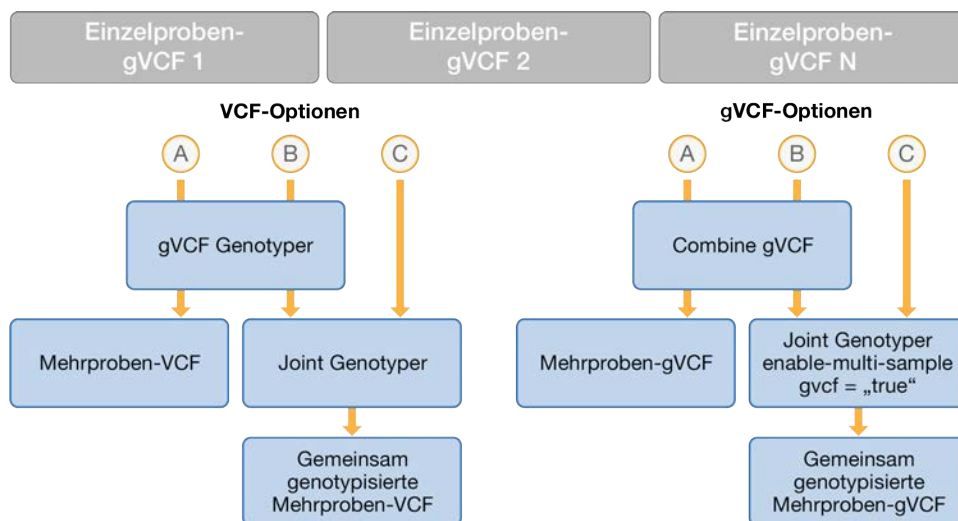 Einzelproben-
gVCF 1
Einzelproben-
gVCF 2
Einzelproben-
gVCF N
VCF-Optionen
A
B
C
gVCF Genotyper
Mehrproben-VCF
Joint Genotyper
Gemeinsam
genotypisierte
Mehrproben-VCF
gVCF-Optionen
A
B
C
Combine gVCF
Mehrproben-gVCF
Joint Genotyper
enable-multi-sample
gvcf = „true“
Gemeinsam
genotypisierte
Mehrproben-gVCF